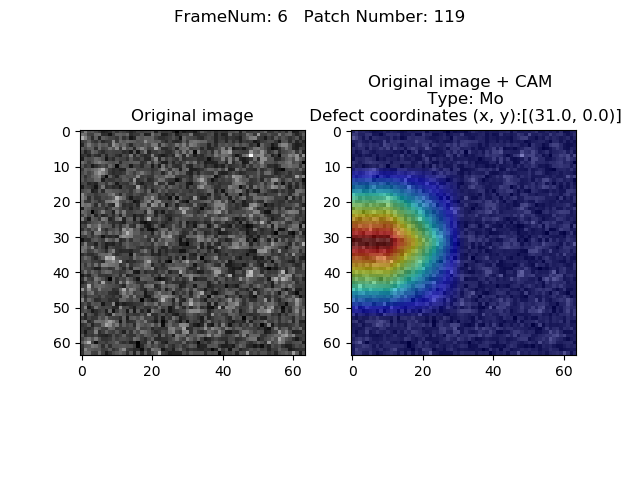 FrameNum: 6   Patch Number: 119
Original image
0
10
20
30
40
50
60
0 20 40 60
Original image + CAM
Type: Mo
Defect coordinates (x, y):[(31.0, 0.0)]
0
10
20
30
40
50
60
0 20 40 60